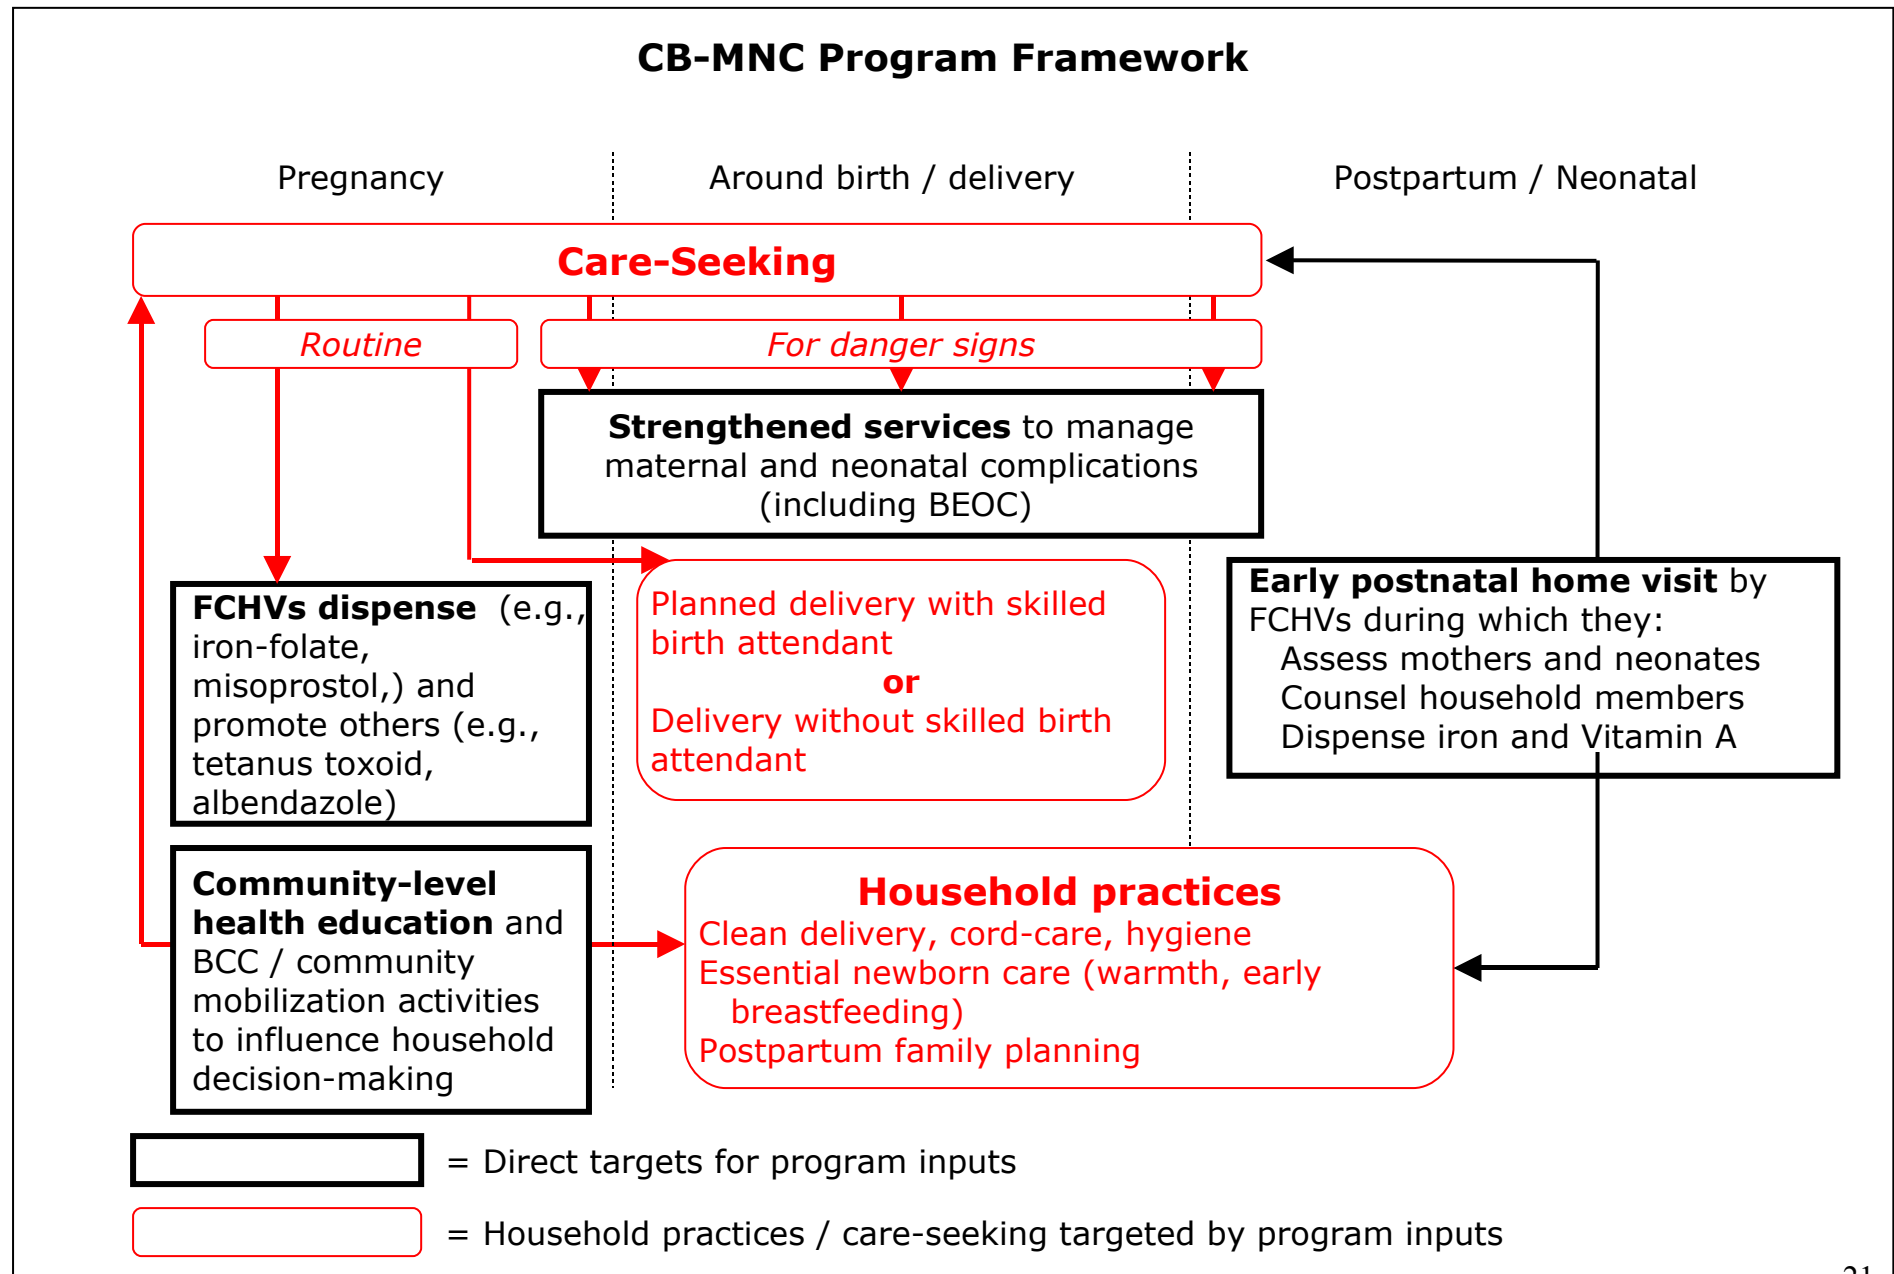 CB-MNC Program Framework
Pregnancy
Around birth / delivery
Postpartum / Neonatal
Care-Seeking
Routine
For danger signs
Strengthened services to manage
maternal and neonatal complications
(including BEOC)
FCHVs dispense (e.g.,
iron-folate,
misoprostol,) and
promote others (e.g.,
tetanus toxoid,
albendazole)
Planned delivery with skilled
birth attendant
or
Delivery without skilled birth
attendant
Early postnatal home visit by
FCHVs during which they:
Assess mothers and neonates
Counsel household members
Dispense iron and Vitamin A
Community-level
health education and
BCC / community
mobilization activities
to influence household
decision-making
Household practices
Clean delivery, cord-care, hygiene
Essential newborn care (warmth, early
breastfeeding)
Postpartum family planning
= Direct targets for program inputs
= Household practices / care-seeking targeted by program inputs
21